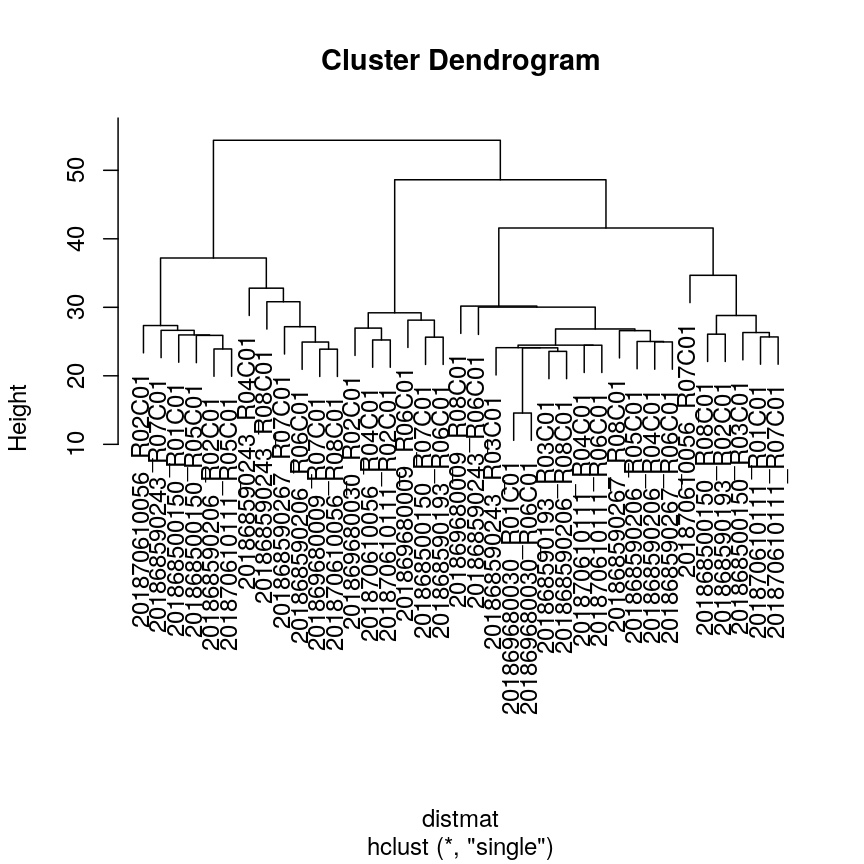 Cluster Dendrogram
Height
50
40
30
20
10
201870610056_R02C01
201868590243_R07C01
201868500150_R01C01
201868500150_R05C01
201868590206_R02C01
201870610111_R05C01
201868590243_R04C01
201868590243_R08C01
201868590267_R07C01
201868590206_R06C01
201869680009_R07C01
201870610056_R08C01
201869680030_R02C01
201870610056_R04C01
201870610111_R02C01
201869680009_R06C01
201868500150_R07C01
201868590193_R06C01
201869680009_R08C01
201868590243_R06C01
201868590243_R03C01
201869680030_R01C01
201869680030_R06C01
201868590193_R03C01
201868590206_R08C01
201870610111_R04C01
201870610111_R06C01
201868590267_R08C01
201868590206_R05C01
201868590206_R04C01
201868590267_R06C01
201870610056_R07C01
201868500150_R08C01
201868590193_R02C01
201868500150_R03C01
201870610111_R01C01
201870610111_R07C01
distmat
hclust (*, "single")